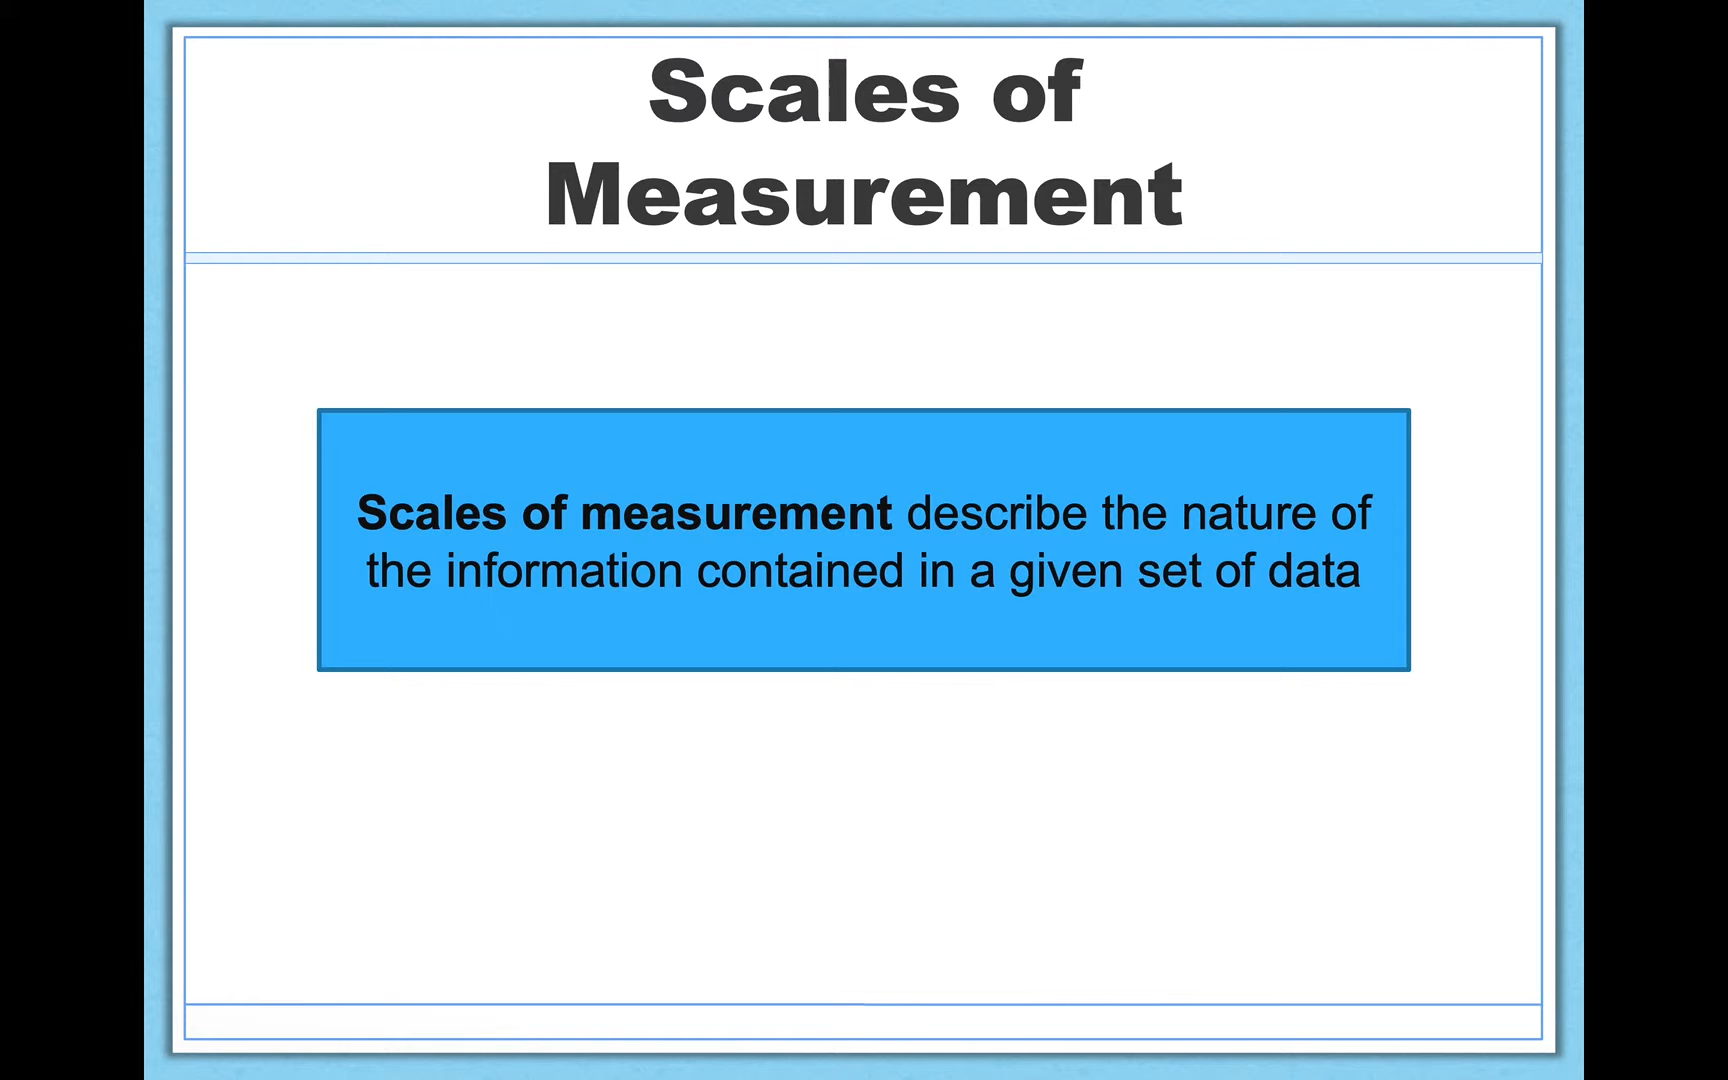 Scales of
Measurement
Scales of measurement describe the nature of
the information contained in a given set of data